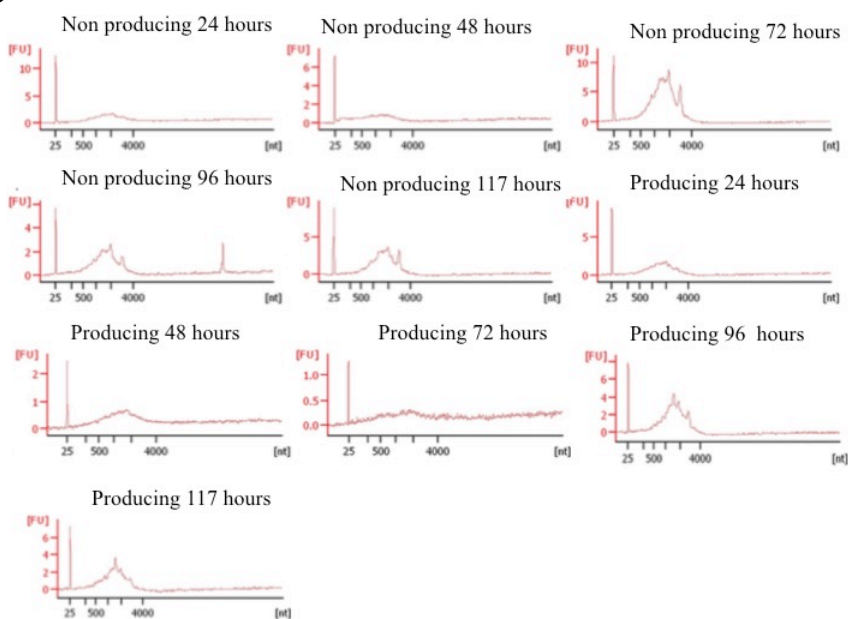 Non producing 24 hours
[FU]
10
5
0
25 500 4000 [nt]
Non producing 48 hours
[FU]
6
4
2
0
25 500 4000 [nt]
Non producing 72 hours
[FU]
10
5
0
25 500 4000 [nt]
Non producing 96 hours
[FU]
4
2
0
25 500 4000 [nt]
Non producing 117 hours
[FU]
5
0
25 500 4000 [nt]
Producing 24 hours
[FU]
5
0
25 500 4000 [nt]
Producing 48 hours
[FU]
2
1
0
25 500 4000 [nt]
Producing 72 hours
[FU]
1.0
0.5
0.0
25 500 4000 [nt]
Producing 96 hours
[FU]
6
4
2
0
25 500 4000 [nt]
Producing 117 hours
[FU]
6
4
2
0
25 500 4000 [nt]